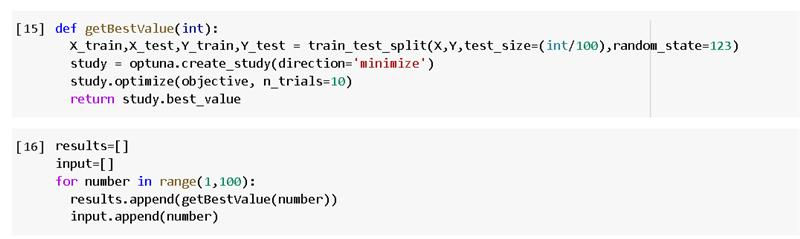 [15] def getBestValue(int):
X_train,X_test,Y_train,Y_test = train_test_split(X,Y,test_size=(int/100),random_state=123)
study = optuna.create_study(direction='minimize')
study.optimize(objective, n_trials=10)
return study.best_value
[16] results=[]
input=[]
for number in range(1,100):
results.append(getBestValue(number))
input.append(number)